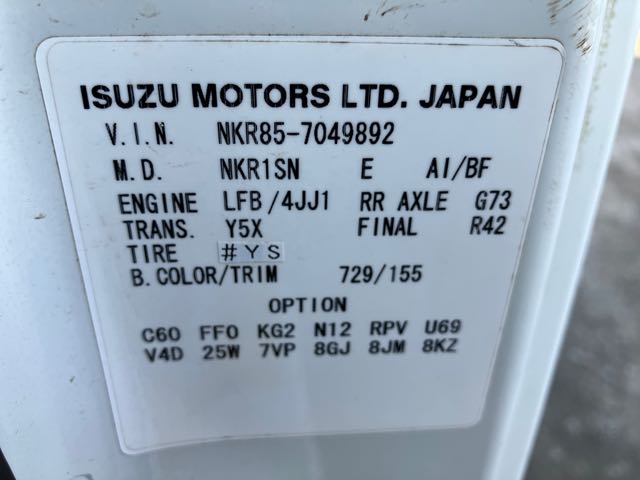 ISUZU MOTORS LTD. JAPAN
V.I.N. NKR85-7049892
M.D. NKR1SN E AI/BF
ENGINE LFB/4JJ1 RR AXLE G73
TRANS. Y5X FINAL R42
TIRE #YS
B.COLOR/TRIM 729/155
OPTION
C60 FF0 KG2 N12 RPV U69
V4D 25W 7VP 8GJ 8JM 8KZ